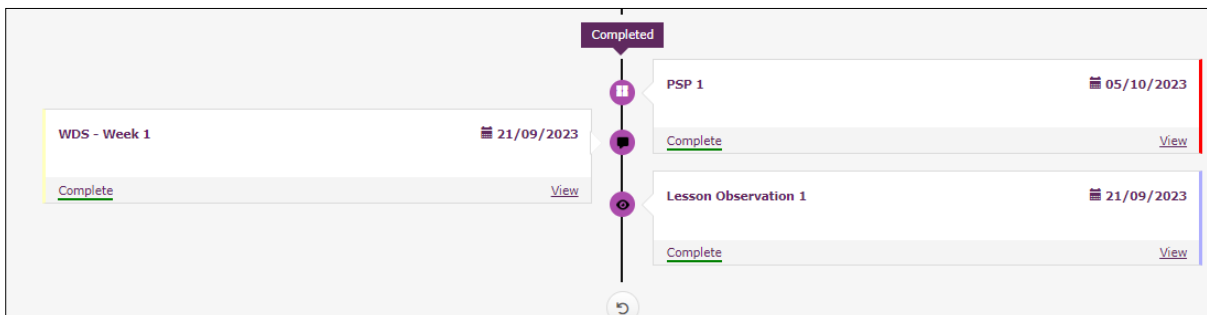 Completed
PSP 1 05/10/2023
Complete View
WDS - Week 1 21/09/2023
Complete View
Lesson Observation 1 21/09/2023
Complete View